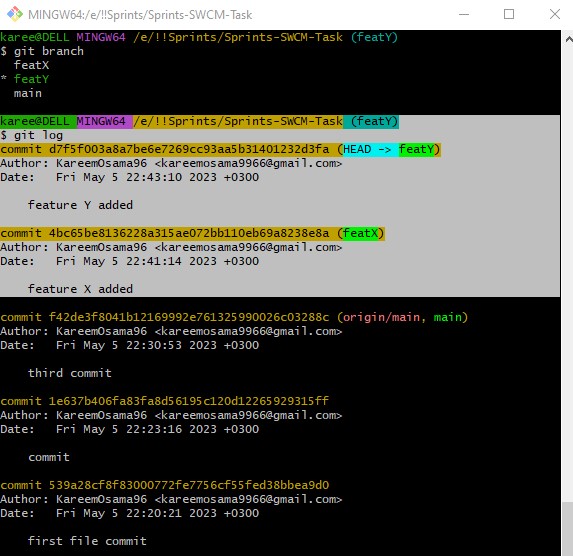 MINGW64:/e/!!Sprints/Sprints-SWCM-Task
karee@DELL MINGW64 /e/!!Sprints/Sprints-SWCM-Task (featY)
$ git branch
  featX
* featY
  main
karee@DELL MINGW64 /e/!!Sprints/Sprints-SWCM-Task (featY)
$ git log
commit d7f5f003a8a7be6e7269cc93aa5b31401232d3fa (HEAD -> featY)
Author: KareemOsama96 <kareemosama9966@gmail.com>
Date:   Fri May 5 22:43:10 2023 +0300
    feature Y added
commit 4bc65be8136228a315ae072bb110eb69a8238e8a (featX)
Author: KareemOsama96 <kareemosama9966@gmail.com>
Date:   Fri May 5 22:41:14 2023 +0300
    feature X added
commit f42de3f8041b12169992e761325990026c03288c (origin/main, main)
Author: KareemOsama96 <kareemosama9966@gmail.com>
Date:   Fri May 5 22:30:53 2023 +0300
    third commit
commit 1e637b406fa83fa8d56195c120d12265929315ff
Author: KareemOsama96 <kareemosama9966@gmail.com>
Date:   Fri May 5 22:23:16 2023 +0300
    commit
commit 539a28cf8f83000772fe7756cf55fed38bbea9d0
Author: KareemOsama96 <kareemosama9966@gmail.com>
Date:   Fri May 5 22:20:21 2023 +0300
    first file commit